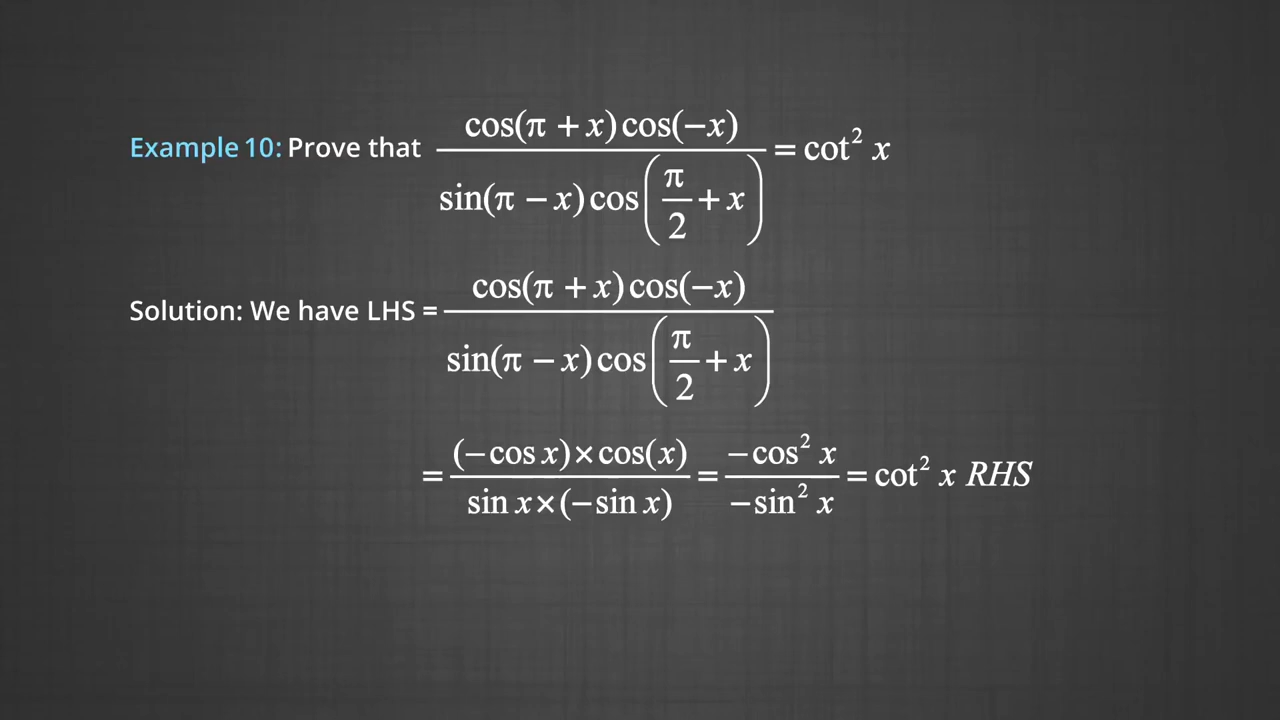 Example 10: Prove that cos(π + x)cos(−x) / sin(π − x)cos(π/2 + x) = cot² x
Solution: We have LHS = cos(π + x)cos(−x) / sin(π − x)cos(π/2 + x)
= (−cos x)×cos(x) / sin x×(−sin x) = −cos² x / −sin² x = cot² x RHS